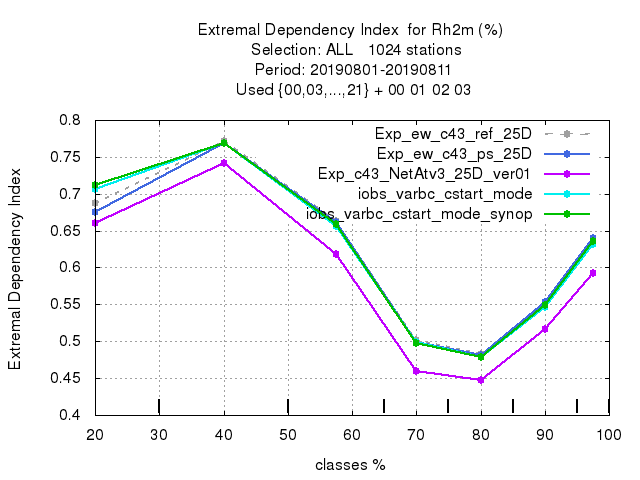 Extremal Dependency Index  for Rh2m (%)
Selection: ALL   1024 stations
Period: 20190801-20190811
Used {00,03,...,21} + 00 01 02 03
Extremal Dependency Index
0.8
0.75
0.7
0.65
0.6
0.55
0.5
0.45
0.4
Exp_ew_c43_ref_25D
Exp_ew_c43_ps_25D
Exp_c43_NetAtv3_25D_ver01
iobs_varbc_cstart_mode
iobs_varbc_cstart_mode_synop
20 30 40 50 60 70 80 90 100
classes %